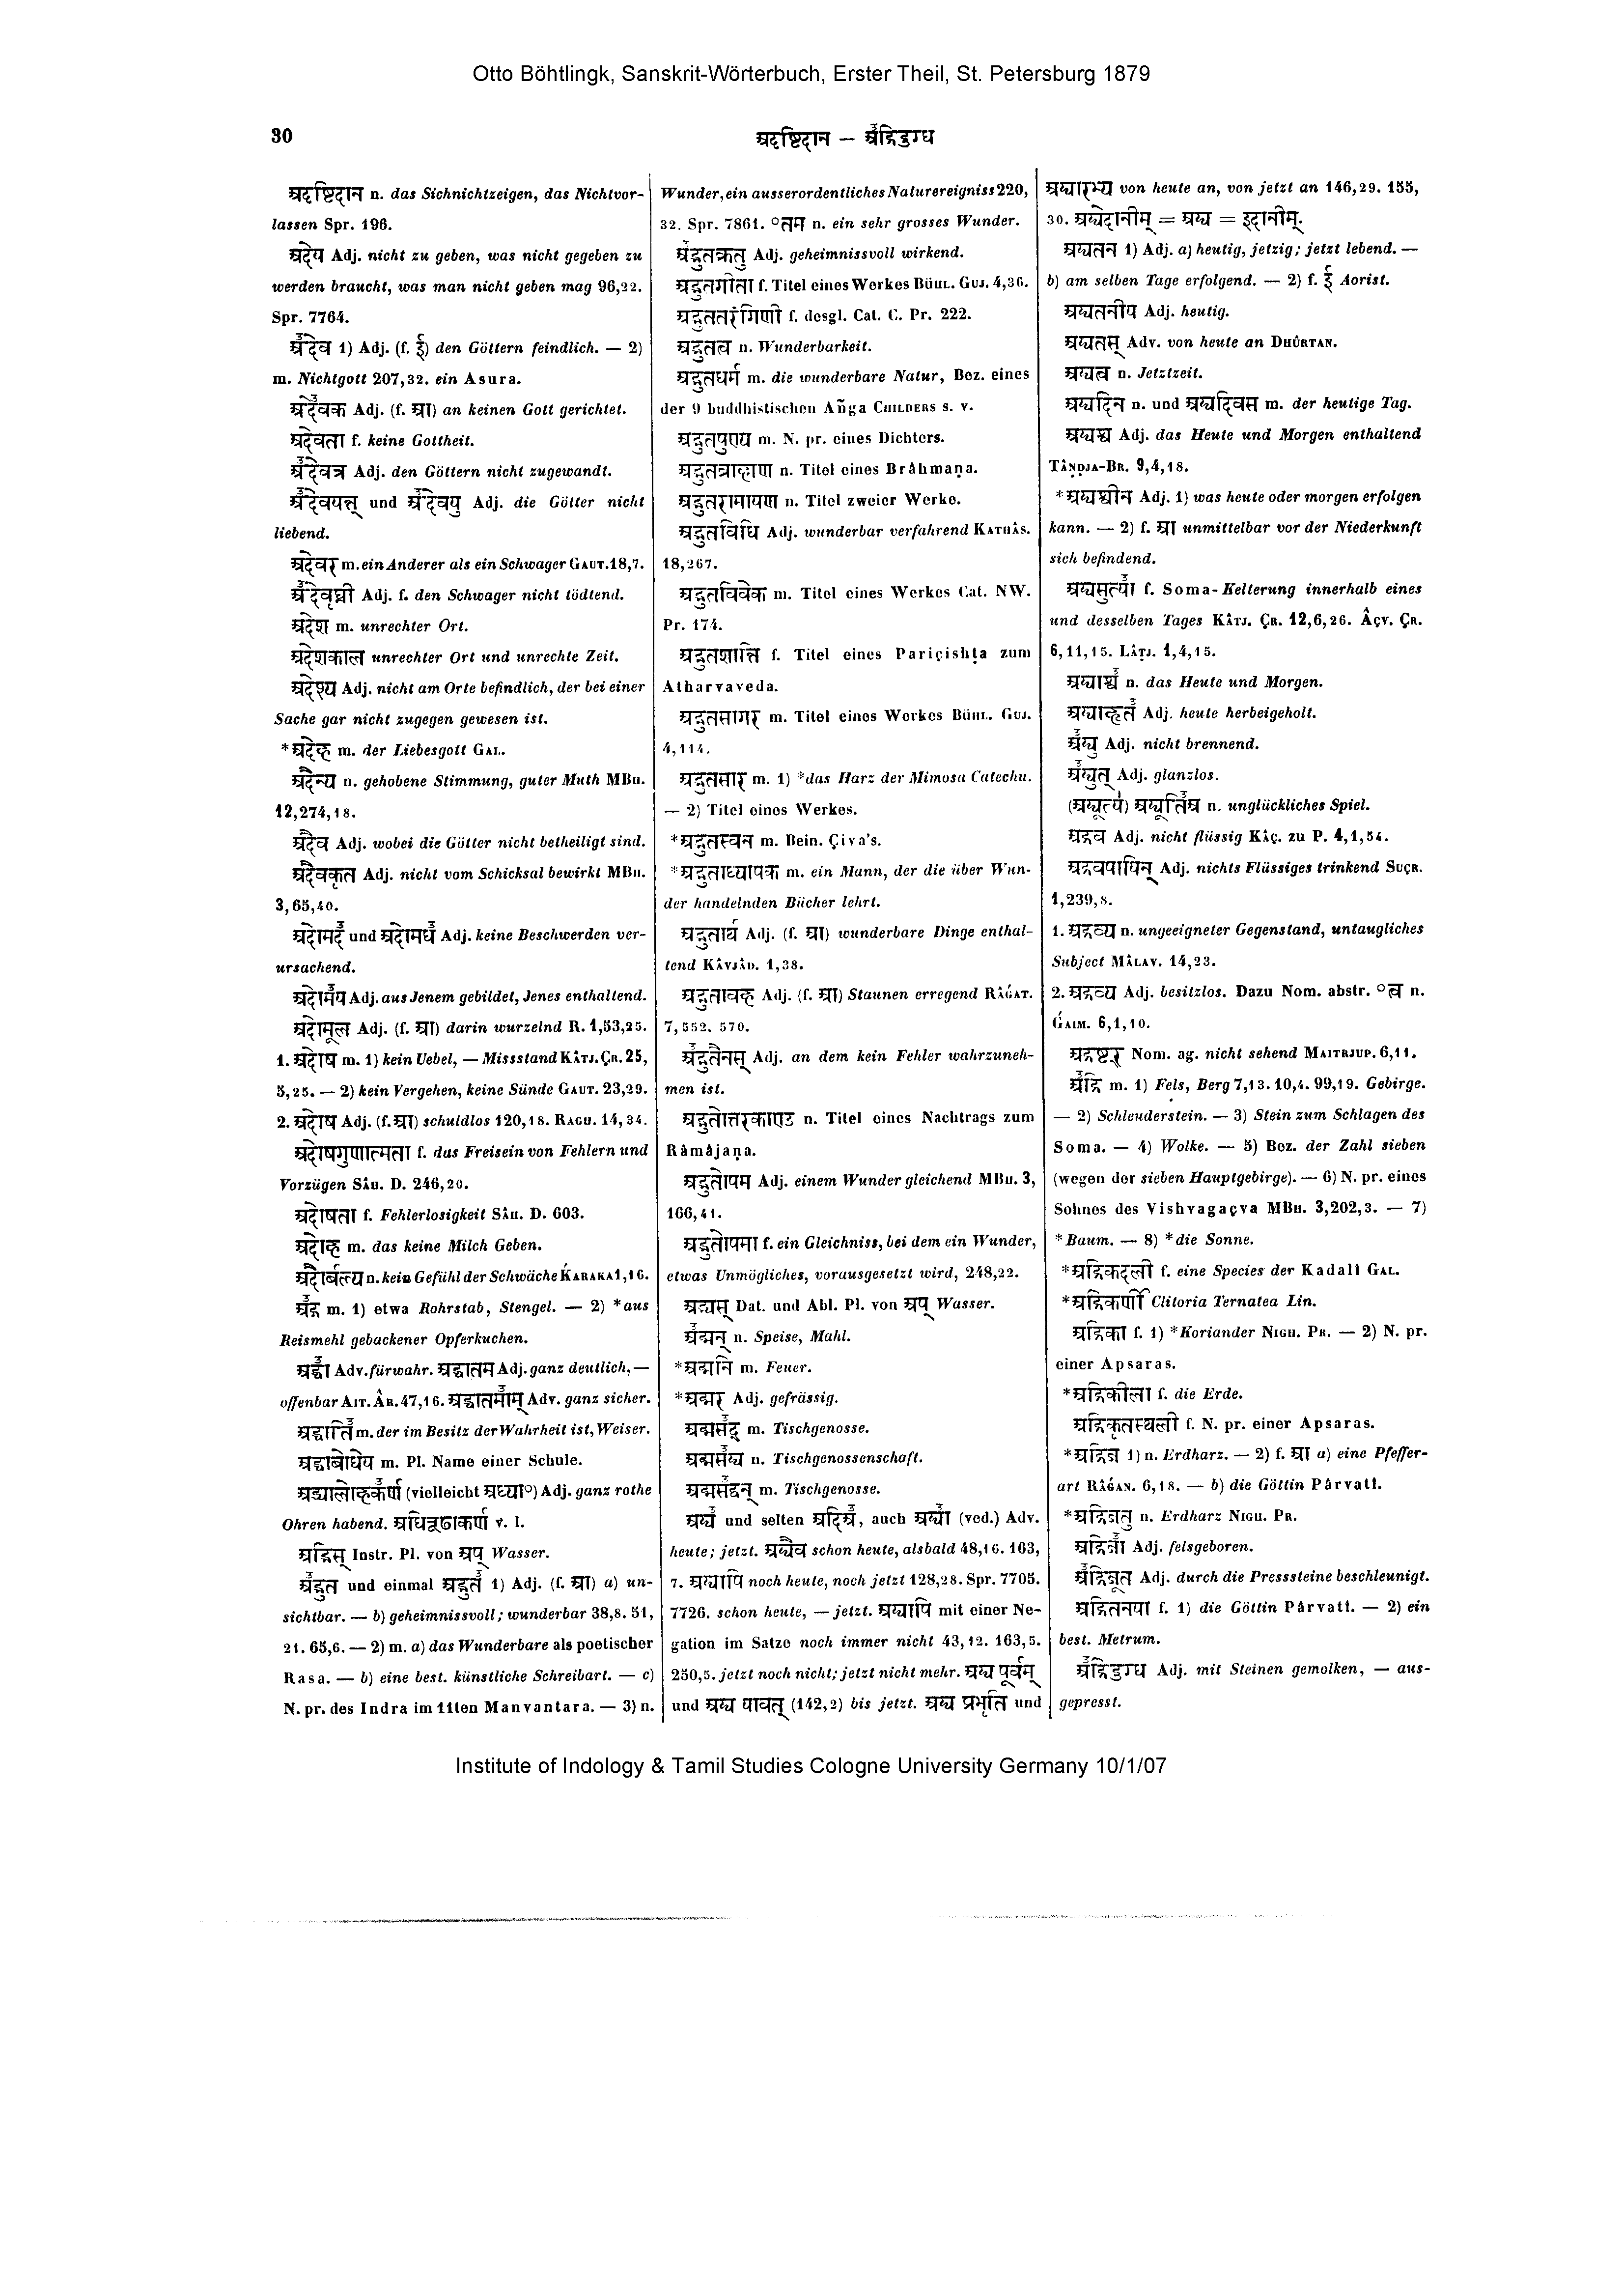 Otto Böhtlingk, Sanskrit-Wörterbuch, Erster Theil, St. Petersburg 1879
30
अदृष्टिदान — अद्रिदुग्ध
अदृष्टिदान n. das Sichnichtzeigen, das Nichtvor-
lassen Spr. 196.
अदेय Adj. nicht zu geben, was nicht gegeben zu
werden braucht, was man nicht geben mag 96,22.
Spr. 7764.
अ꣡देव 1) Adj. (f. ई꣡) den Göttern feindlich. — 2)
m. Nichtgott 207,32. ein Asura.
अदे꣡वक Adj. (f. आ) an keinen Gott gerichtet.
अदेवता f. keine Gottheit.
अ꣡देवत्र Adj. den Göttern nicht zugewandt.
अ꣡देवयन्त् und अ꣡देवयु Adj. die Götter nicht
liebend.
अदेवर m. ein Anderer als ein Schwager GAUT. 18,7.
अ꣡देवृघ्नी Adj. f. den Schwager nicht tödtend.
अदेश m. unrechter Ort.
अदेशकाल unrechter Ort und unrechte Zeit.
अदेश्य Adj. nicht am Orte befindlich, der bei einer
Sache gar nicht zugegen gewesen ist.
*अदेह m. der Liebesgott GAL.
अदैन्य n. gehobene Stimmung, guter Muth MBH.
12,274,18.
अदैव Adj. wobei die Götter nicht betheiligt sind.
अदैवकृत Adj. nicht vom Schicksal bewirkt MBH.
3,65,40.
अदोमद꣡ und अदोमध꣡ Adj. keine Beschwerden ver-
ursachend.
अदोम꣡य Adj. aus Jenem gebildet, Jenes enthaltend.
अदोमूल Adj. (f. आ) darin wurzelnd R. 1,53,25.
1. अदोष m. 1) kein Uebel, — Missstand KÂTJ. ÇR. 25,
5,25. — 2) kein Vergehen, keine Sünde GAUT. 23,29.
2. अदोष Adj. (f. आ) schuldlos 120,18. RAGH. 14,34.
अदोषगुणात्मता f. das Freisein von Fehlern und
Vorzügen SÂH. D. 246,20.
अदोषता f. Fehlerlosigkeit SÂH. D. 603.
अदोह m. das keine Milch Geben.
अदौर्बल्य n. kein Gefühl der Schwäche ḰARAKA 1,16.
अ꣡द्ग m. 1) etwa Rohrstab, Stengel. — 2) *aus
Reismehl gebackener Opferkuchen.
अद्धा꣡ Adv. fürwahr. अद्धातम Adj. ganz deutlich, —
offenbar AIT. ÂR. 47,16. अद्धातमा꣡म् Adv. ganz sicher.
अद्धाति꣡ m. der im Besitz der Wahrheit ist, Weiser.
अद्धाबोधेय m. Pl. Name einer Schule.
अद्यालोहक꣡र्ण (vielleicht अध्या°) Adj. ganz rothe
Ohren habend. अधिद्रूढाकर्ण v. l.
अद्भिस् Instr. Pl. von अप् Wasser.
अ꣡द्भुत und einmal अद्भुत꣡ 1) Adj. (f. आ) a) un-
sichtbar. — b) geheimnissvoll; wunderbar 38,8. 51,
21. 65,6. — 2) m. a) das Wunderbare als poetischer
Rasa. — b) eine best. künstliche Schreibart. — c)
N. pr. des Indra im 11ten Manvantara. — 3) n.
Wunder, ein ausserordentliches Naturereigniss 220,
32. Spr. 7861. °तम n. ein sehr grosses Wunder.
अ꣡द्भुतक्रतु Adj. geheimnissvoll wirkend.
अद्भुतगीता f. Titel eines Werkes BÜHL. GUJ. 4,36.
अद्भुततरंगिणी f. desgl. Cat. C. Pr. 222.
अद्भुतत्व n. Wunderbarkeit.
अद्भुतधर्म m. die wunderbare Natur, Bez. eines
der 9 buddhistischen Añga CHILDERS s. v.
अद्भुतपुण्य m. N. pr. eines Dichters.
अद्भुतब्राह्मण n. Titel eines Brâhmaṇa.
अद्भुतरामायण n. Titel zweier Werke.
अद्भुतविधि Adj. wunderbar verfahrend KATHÂS.
18,267.
अद्भुतविवेक m. Titel eines Werkes Cat. NW.
Pr. 174.
अद्भुतशान्ति f. Titel eines Pariçishṭa zum
Atharvaveda.
अद्भुतसागर m. Titel eines Werkes BÜHL. GUJ.
4,114.
अद्भुतसार m. 1) *das Harz der Mimosa Catechu.
— 2) Titel eines Werkes.
*अद्भुतस्वन m. Bein. Çiva's.
*अद्भुताध्यापक m. ein Mann, der die über Wun-
der handelnden Bücher lehrt.
अद्भुतार्थ Adj. (f. आ) wunderbare Dinge enthal-
tend KÂVJÂD. 1,38.
अद्भुतावह Adj. (f. आ) Staunen erregend RÂǴAT.
7,552. 570.
अ꣡द्भुतैनस् Adj. an dem kein Fehler wahrzuneh-
men ist.
अद्भुतोत्तरकाण्ड n. Titel eines Nachtrags zum
Râmâjaṇa.
अद्भुतोपम Adj. einem Wunder gleichend MBH. 3,
166,41.
अद्भुतोपमा f. ein Gleichniss, bei dem ein Wunder,
etwas Unmögliches, vorausgesetzt wird, 248,22.
अद्भ्यस् Dat. und Abl. Pl. von अप् Wasser.
अ꣡द्मन् n. Speise, Mahl.
*अद्मनि m. Feuer.
*अद्मर Adj. gefrässig.
अद्मस꣡द् m. Tischgenosse.
अद्मस꣡द्य n. Tischgenossenschaft.
अद्मस꣡द्वन् m. Tischgenosse.
अद्य꣡ und selten अदिअ꣡, auch अद्या꣡ (ved.) Adv.
heute; jetzt. अद्यैव schon heute, alsbald 48,16. 163,
7. अद्यापि noch heute, noch jetzt 128,28. Spr. 7705.
7726. schon heute, — jetzt. अद्यापि mit einer Ne-
gation im Satze noch immer nicht 43,12. 163,5.
250,5. jetzt noch nicht; jetzt nicht mehr. अद्य पूर्वम्
und अद्य यावत् (142,2) bis jetzt. अद्य प्रभृति und
अद्यारभ्य von heute an, von jetzt an 146,29. 155,
30. अद्येदानीम् = अद्य = इदानीम्.
अद्यतन 1) Adj. a) heutig, jetzig; jetzt lebend. —
b) am selben Tage erfolgend. — 2) f. ई꣡ Aorist.
अद्यतनीय Adj. heutig.
अद्यतस् Adv. von heute an DHÛRTAN.
अद्यत्व n. Jetztzeit.
अद्यदिन n. und अद्यदिवस m. der heutige Tag.
अद्यश्व Adj. das Heute und Morgen enthaltend
TÂṆḌJA-BR. 9,4,18.
*अद्यश्वीन Adj. 1) was heute oder morgen erfolgen
kann. — 2) f. आ unmittelbar vor der Niederkunft
sich befindend.
अद्यसुत्या꣡ f. Soma-Kelterung innerhalb eines
und desselben Tages KÂTJ. ÇR. 12,6,26. ÂÇV. ÇR.
6,11,15. LÂṬJ. 1,4,15.
अद्याश्व꣡ n. das Heute und Morgen.
अद्याहृत꣡ Adj. heute herbeigeholt.
अ꣡द्यु Adj. nicht brennend.
अ꣡द्युत् Adj. glanzlos.
(अद्यूत्य꣡) अद्यूतिअ꣡ n. unglückliches Spiel.
अद्रव Adj. nicht flüssig KÂÇ. zu P. 4,1,54.
अद्रवपायिन् Adj. nichts Flüssiges trinkend SUÇR.
1,239,8.
1. अद्रव्य n. ungeeigneter Gegenstand, untaugliches
Subject MÂLAV. 14,23.
2. अद्रव्य Adj. besitzlos. Dazu Nom. abstr. °त्व n.
ǴAIM. 6,1,10.
अद्रष्टर् Nom. ag. nicht sehend MAITRJUP. 6,11.
अ꣡द्रि m. 1) Fels, Berg 7,13. 10,4. 99,19. Gebirge.
— 2) Schleuderstein. — 3) Stein zum Schlagen des
Soma. — 4) Wolke. — 5) Bez. der Zahl sieben
(wegen der sieben Hauptgebirge). — 6) N. pr. eines
Sohnes des Vishvagaçva MBH. 3,202,3. — 7)
*Baum. — 8) *die Sonne.
*अद्रिकदली f. eine Species der Kadalî GAL.
*अद्रिकर्णी Clitoria Ternatea Lin.
अद्रिका f. 1) *Koriander NIGH. PR. — 2) N. pr.
einer Apsaras.
*अद्रिकीला f. die Erde.
अद्रिकृतस्थली f. N. pr. einer Apsaras.
*अद्रिज 1) n. Erdharz. — 2) f. आ a) eine Pfeffer-
art RÂǴAN. 6,18. — b) die Göttin Pârvatî.
*अद्रिजतु n. Erdharz NIGH. PR.
अद्रिजा꣡ Adj. felsgeboren.
अ꣡द्रिजूत Adj. durch die Presssteine beschleunigt.
अद्रितनया f. 1) die Göttin Pârvatî. — 2) ein
best. Metrum.
अ꣡द्रिदुग्ध Adj. mit Steinen gemolken, — aus-
gepresst.
Institute of Indology & Tamil Studies Cologne University Germany 10/1/07